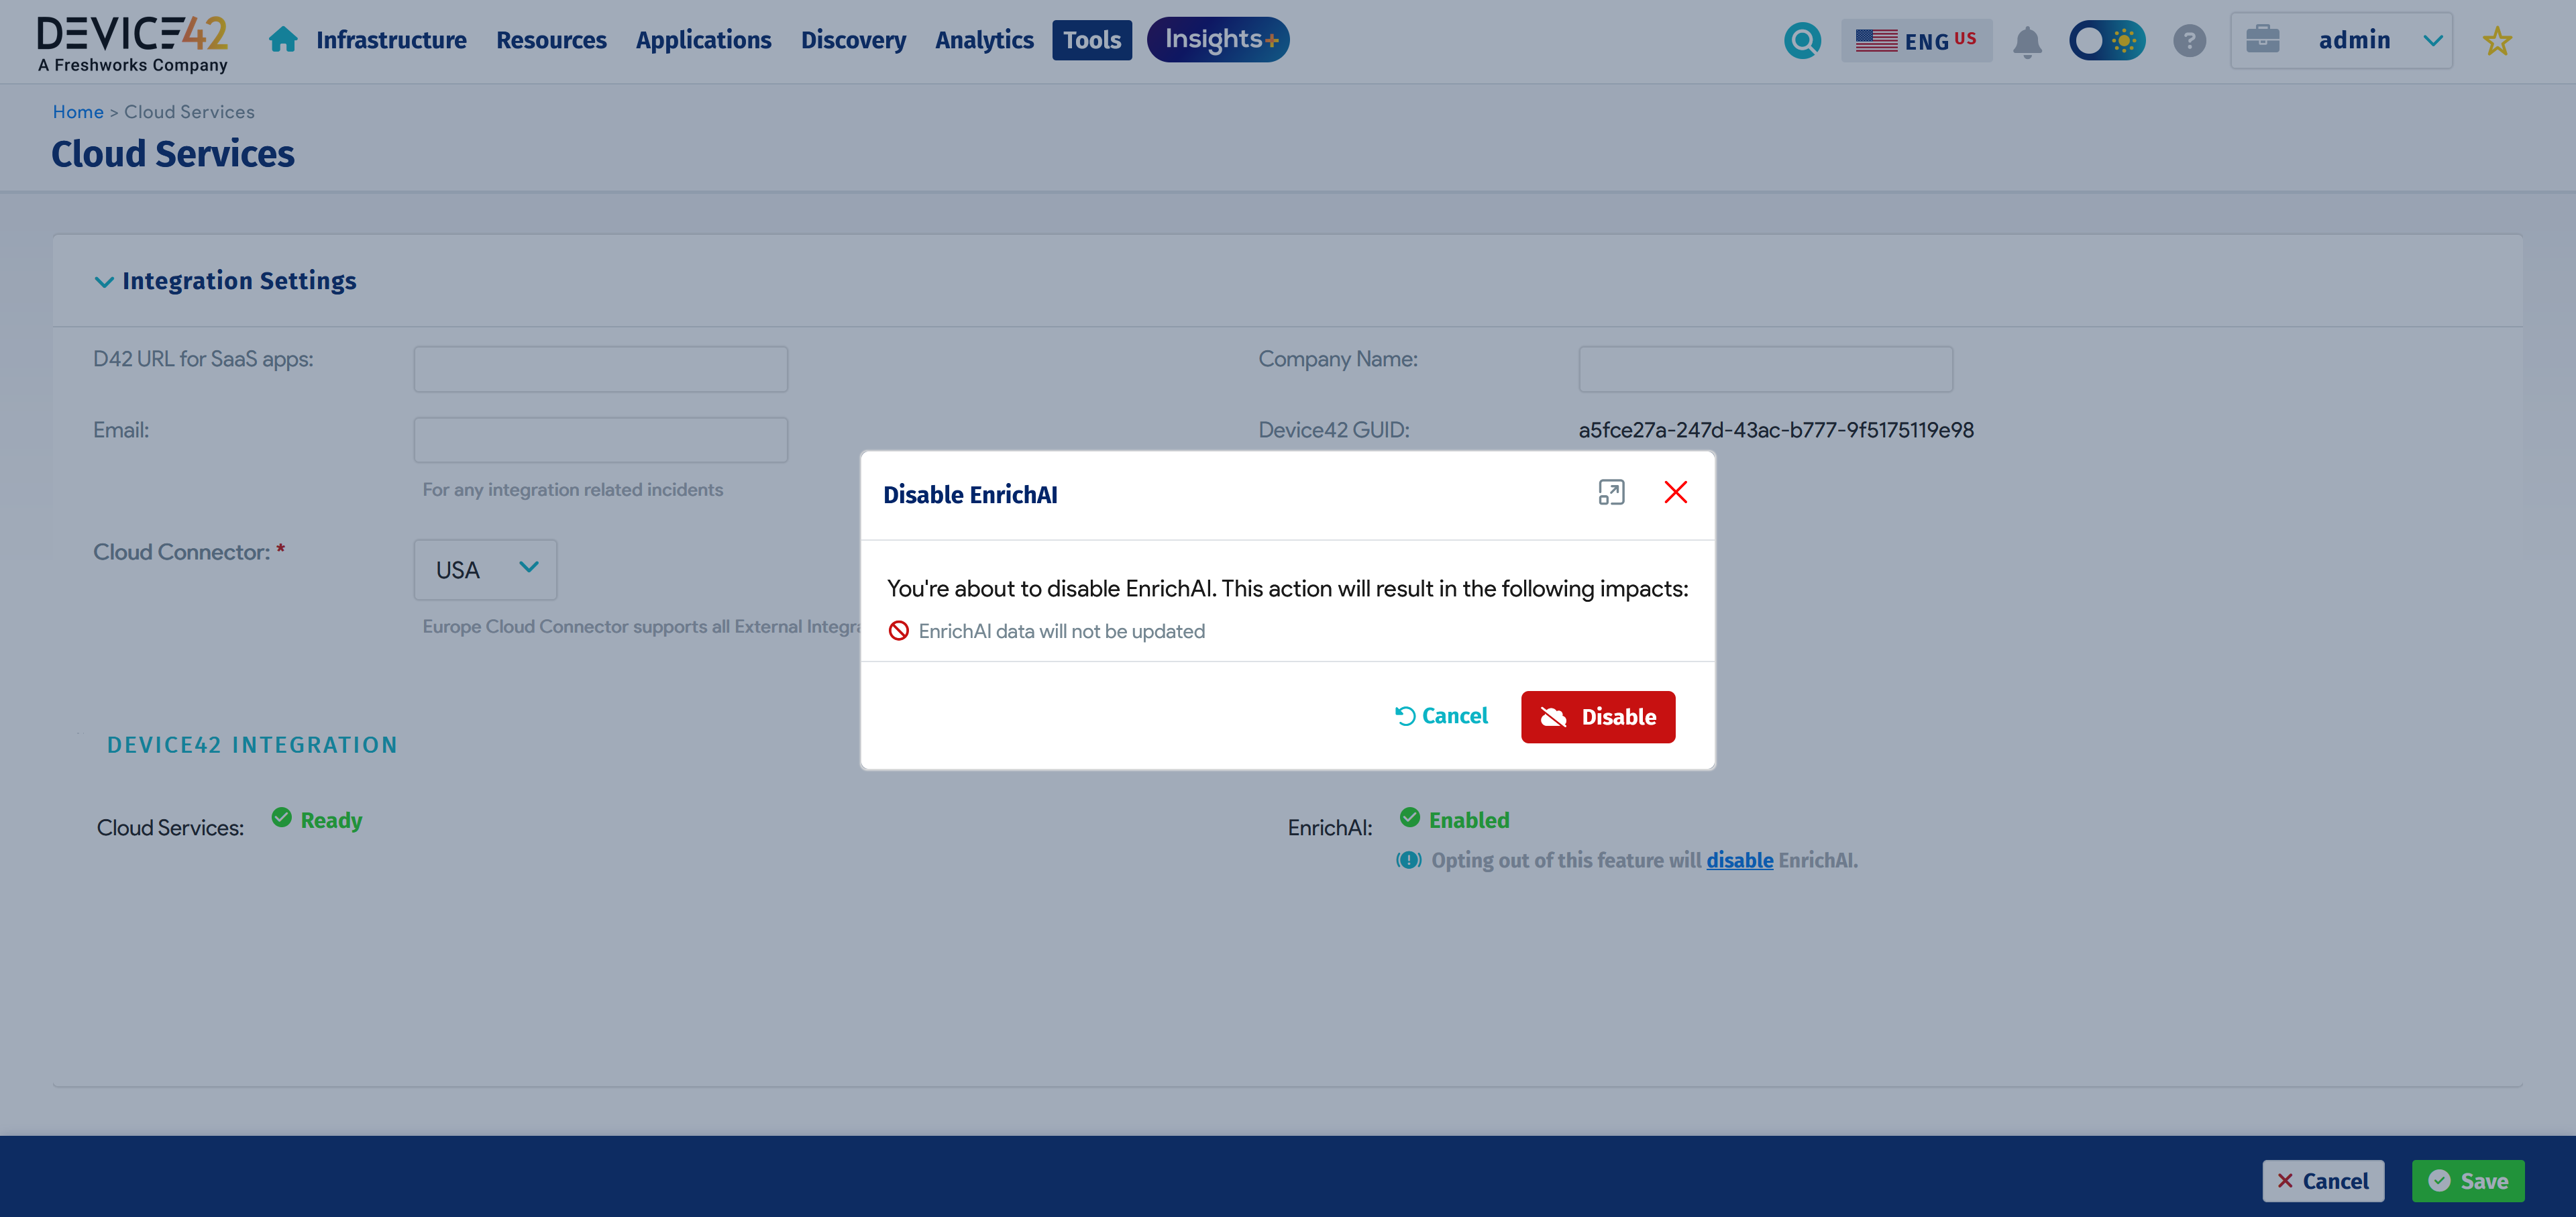 DEVICE42
A Freshworks Company
Infrastructure Resources Applications Discovery Analytics Tools Insights+
ENG US
?
admin
Home > Cloud Services
Cloud Services
Integration Settings
D42 URL for SaaS apps:
Company Name:
Email:
For any integration related incidents
Device42 GUID:
a5fce27a-247d-43ac-b777-9f5175119e98
Cloud Connector: *
USA
Europe Cloud Connector supports all External
Disable EnrichAI
You're about to disable EnrichAI. This action will result in the following impacts:
EnrichAI data will not be updated
Cancel
Disable
DEVICE42 INTEGRATION
Cloud Services:
Ready
EnrichAI:
Enabled
Opting out of this feature will disable EnrichAI.
Cancel
Save